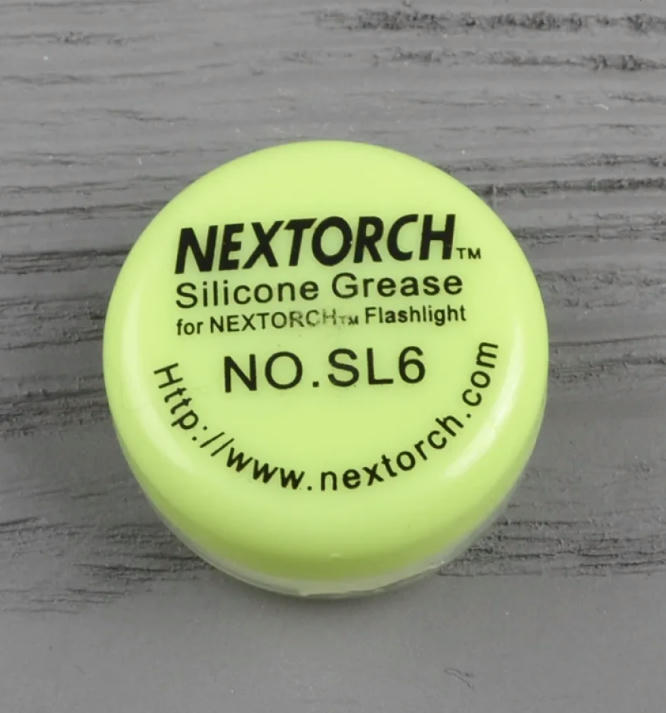 NEXTORCH™
Silicone Grease
for NEXTORCH™ Flashlight
NO.SL6
Http://www.nextorch.com